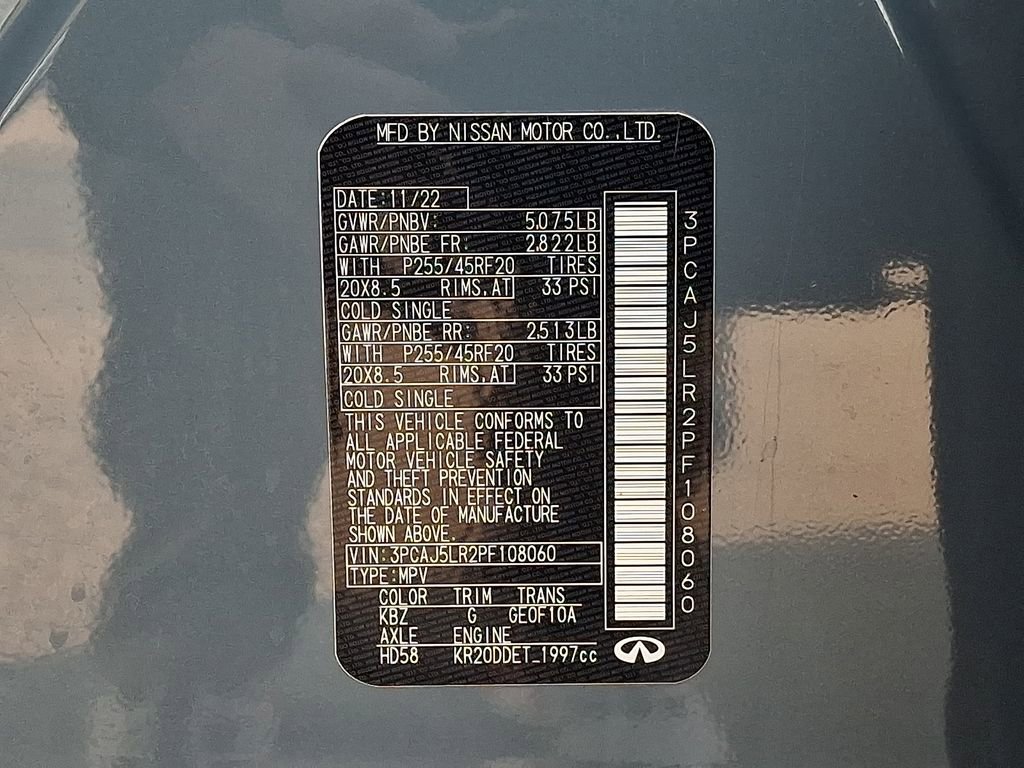 MFD BY NISSAN MOTOR CO.,LTD.
DATE:11/22
GVWR/PNBV: 5,075LB
GAWR/PNBE FR: 2,822LB
WITH P255/45RF20 TIRES
20X8.5 RIMS,AT 33 PSI
COLD SINGLE
GAWR/PNBE RR: 2,513LB
WITH P255/45RF20 TIRES
20X8.5 RIMS,AT 33 PSI
COLD SINGLE
THIS VEHICLE CONFORMS TO
ALL APPLICABLE FEDERAL
MOTOR VEHICLE SAFETY
AND THEFT PREVENTION
STANDARDS IN EFFECT ON
THE DATE OF MANUFACTURE
SHOWN ABOVE.
VIN:3PCAJ5LR2PF108060
TYPE:MPV
COLOR TRIM TRANS
KBZ G GE0F10A
AXLE ENGINE
HD58 KR20DDET 1997cc
3PCAJ5LR2PF108060